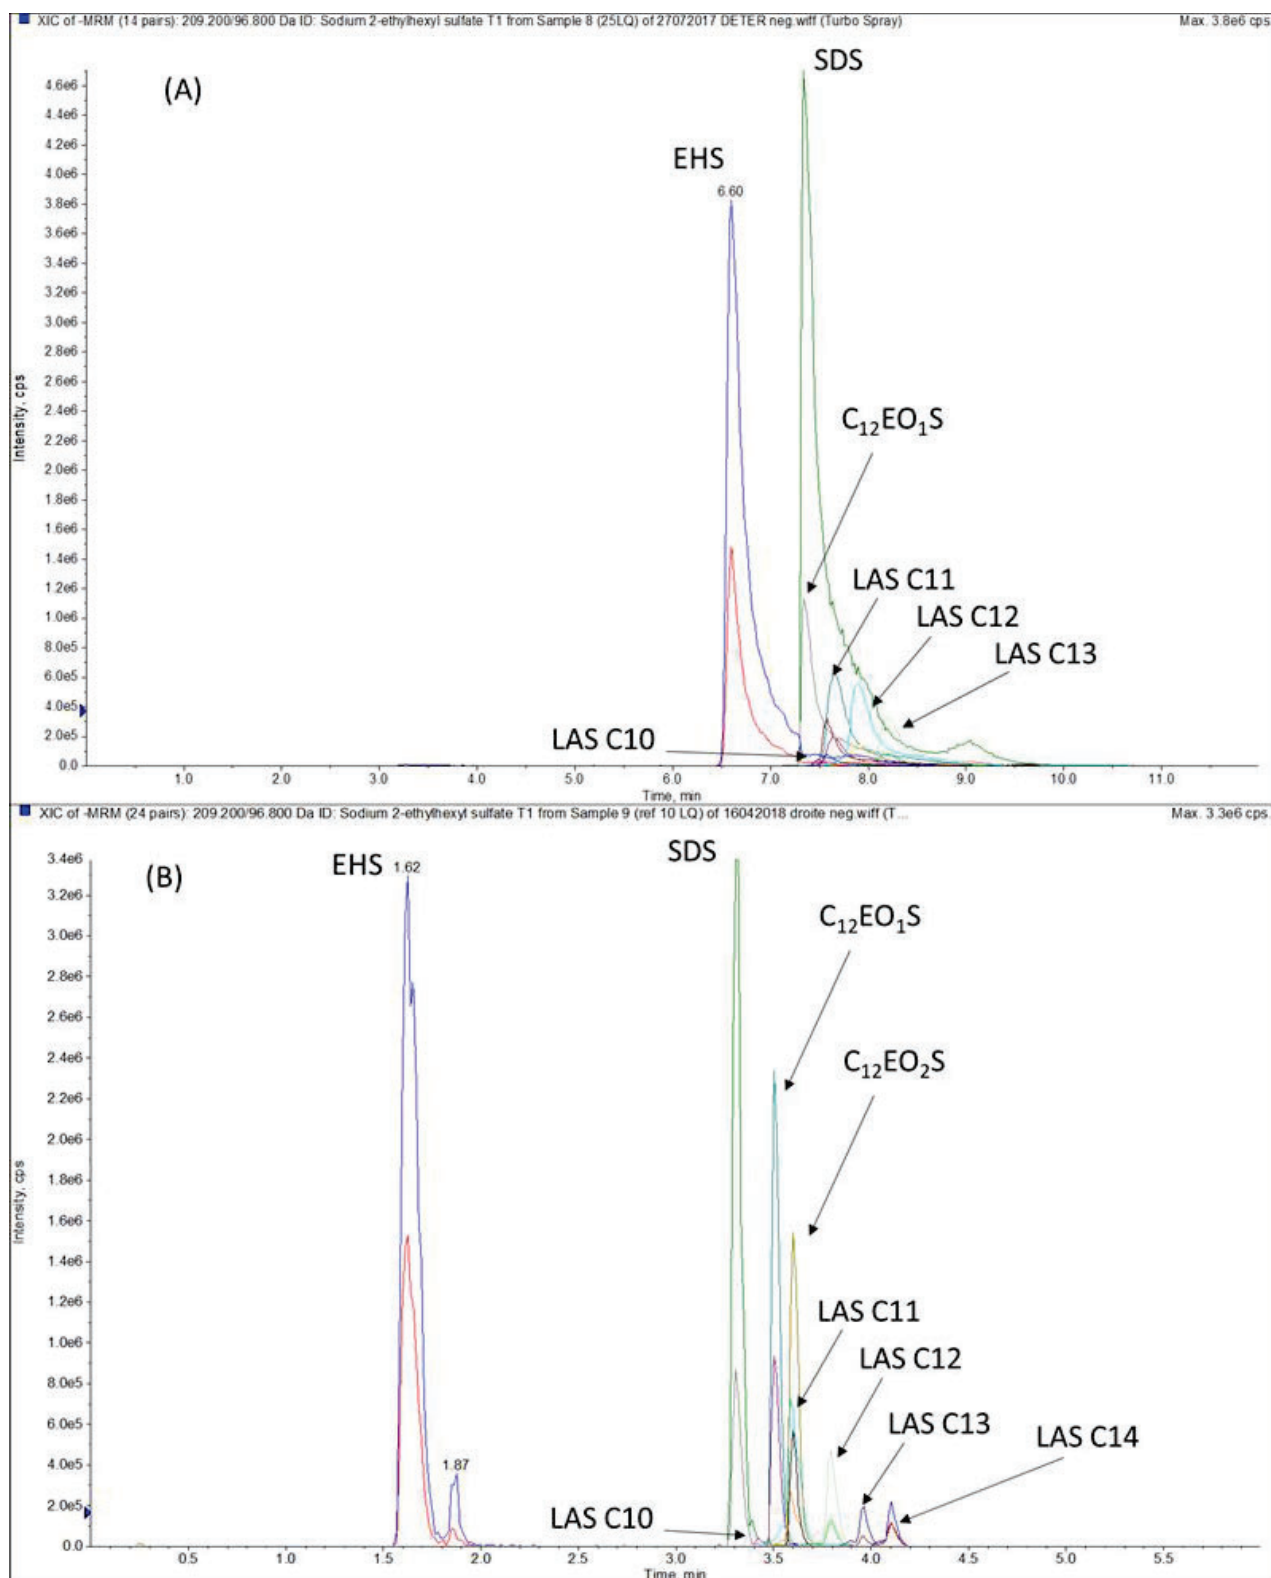 XIC of -MRM (14 pairs): 209.200/96.800 Da ID: Sodium 2-ethylhexyl sulfate T1 from Sample 8 (25LQ) of 27072017 DETER neg.wiff (Turbo Spray)
Max. 3.8e6 cps.
(A)
SDS
EHS
6.60
C12EO1S
LAS C11
LAS C12
LAS C13
LAS C10
Intensity, cps
4.6e6
4.4e6
4.2e6
4.0e6
3.8e6
3.6e6
3.4e6
3.2e6
3.0e6
2.8e6
2.6e6
2.4e6
2.2e6
2.0e6
1.8e6
1.6e6
1.4e6
1.2e6
1.0e6
8.0e5
6.0e5
4.0e5
2.0e5
0.0
1.0 2.0 3.0 4.0 5.0 6.0 7.0 8.0 9.0 10.0 11.0
Time, min
XIC of -MRM (24 pairs): 209.200/96.800 Da ID: Sodium 2-ethylhexyl sulfate T1 from Sample 9 (ref 10 LQ) of 16042018 droite neg.wiff (T...
Max. 3.3e6 cps.
(B)
EHS
1.62
SDS
C12EO1S
C12EO2S
LAS C11
LAS C12
LAS C13
LAS C14
1.87
LAS C10
Intensity, cps
3.4e6
3.2e6
3.0e6
2.8e6
2.6e6
2.4e6
2.2e6
2.0e6
1.8e6
1.6e6
1.4e6
1.2e6
1.0e6
8.0e5
6.0e5
4.0e5
2.0e5
0.0
0.5 1.0 1.5 2.0 2.5 3.0 3.5 4.0 4.5 5.0 5.5
Time, min